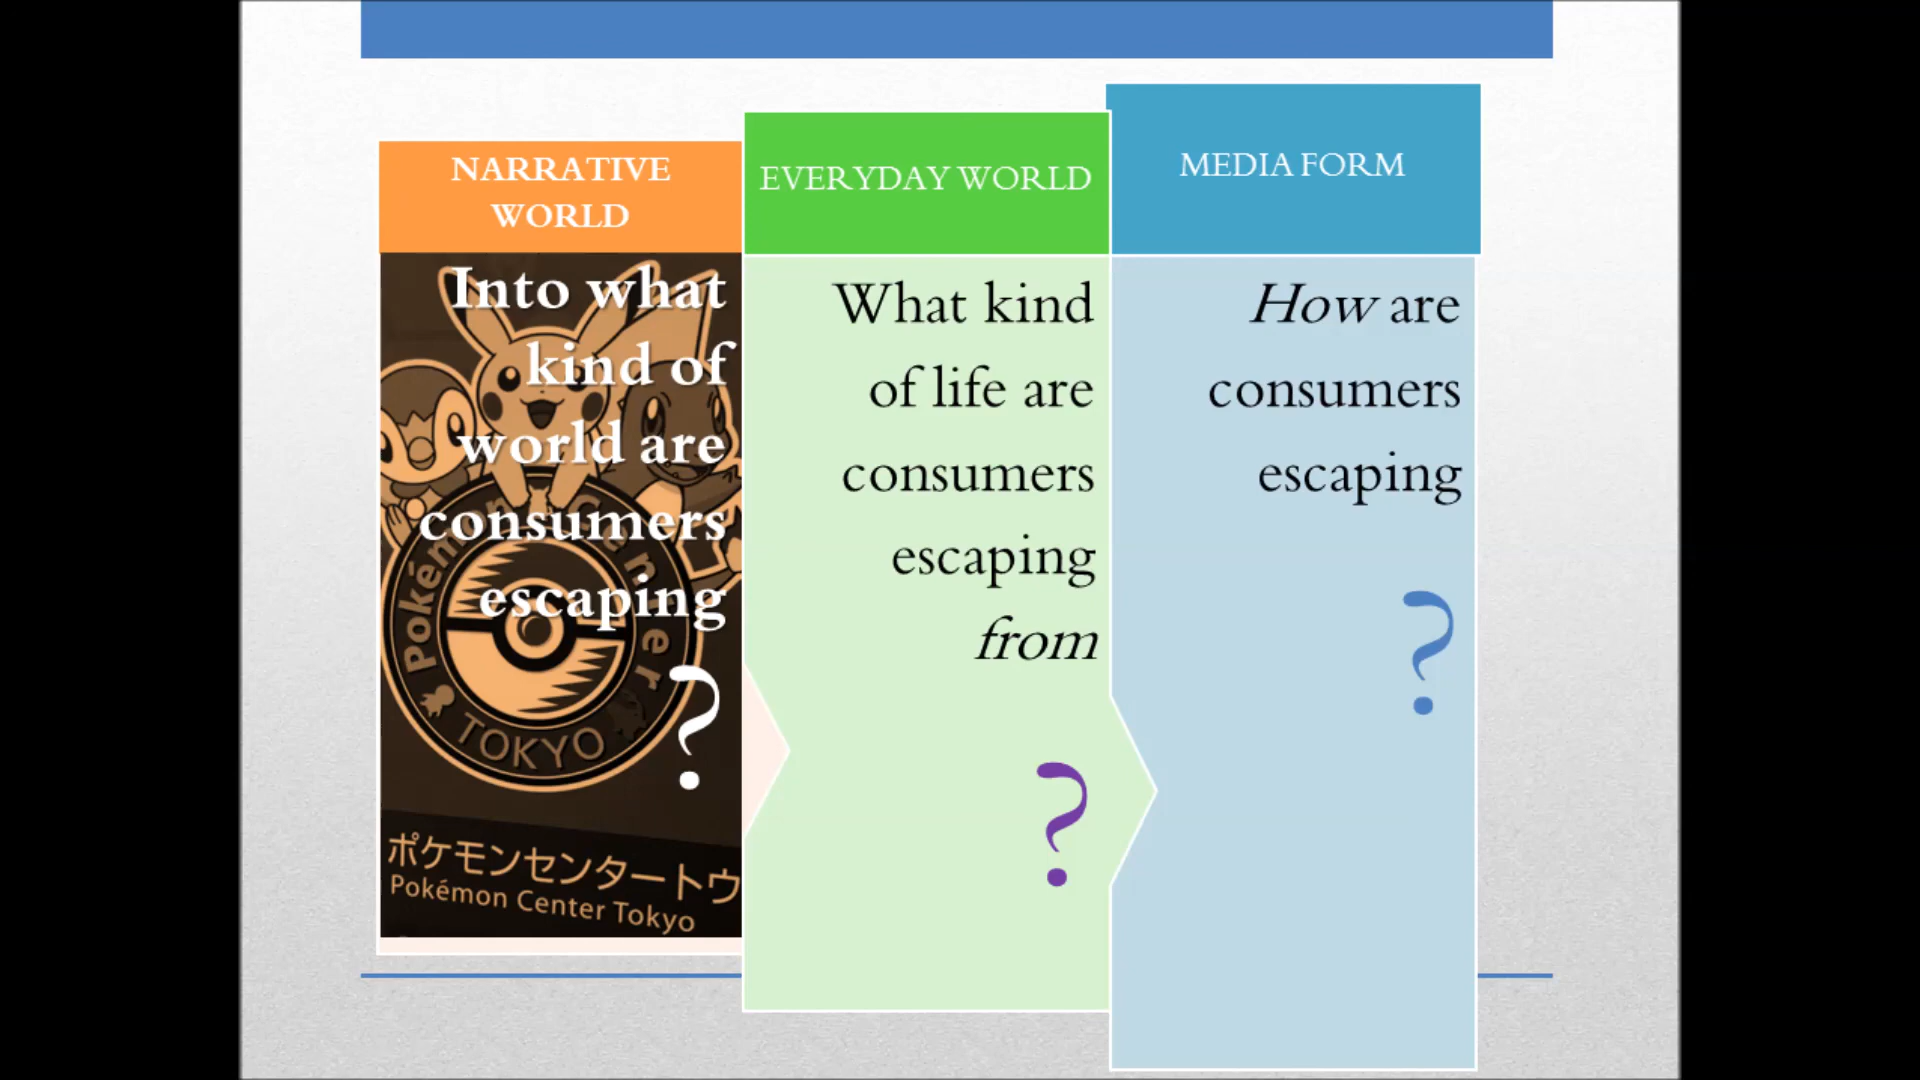 NARRATIVE
WORLD
Into what
kind of
world are
consumers
escaping
?
Pokémon Center
TOKYO
ポケモンセンタートウ
Pokémon Center Tokyo
EVERYDAY WORLD
What kind
of life are
consumers
escaping
from
?
MEDIA FORM
How are
consumers
escaping
?